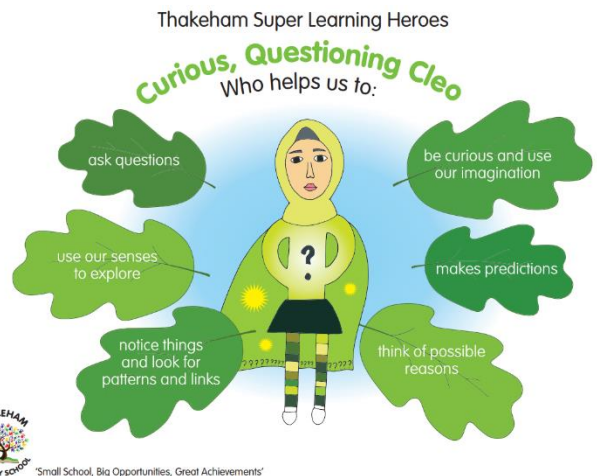 Thakeham Super Learning Heroes
Curious, Questioning Cleo
Who helps us to:
ask questions
be curious and use
our imagination
use our senses
to explore
makes predictions
notice things
and look for
patterns and links
think of possible
reasons
?
????????
????
SCHOOL
'Small School, Big Opportunities, Great Achievements'